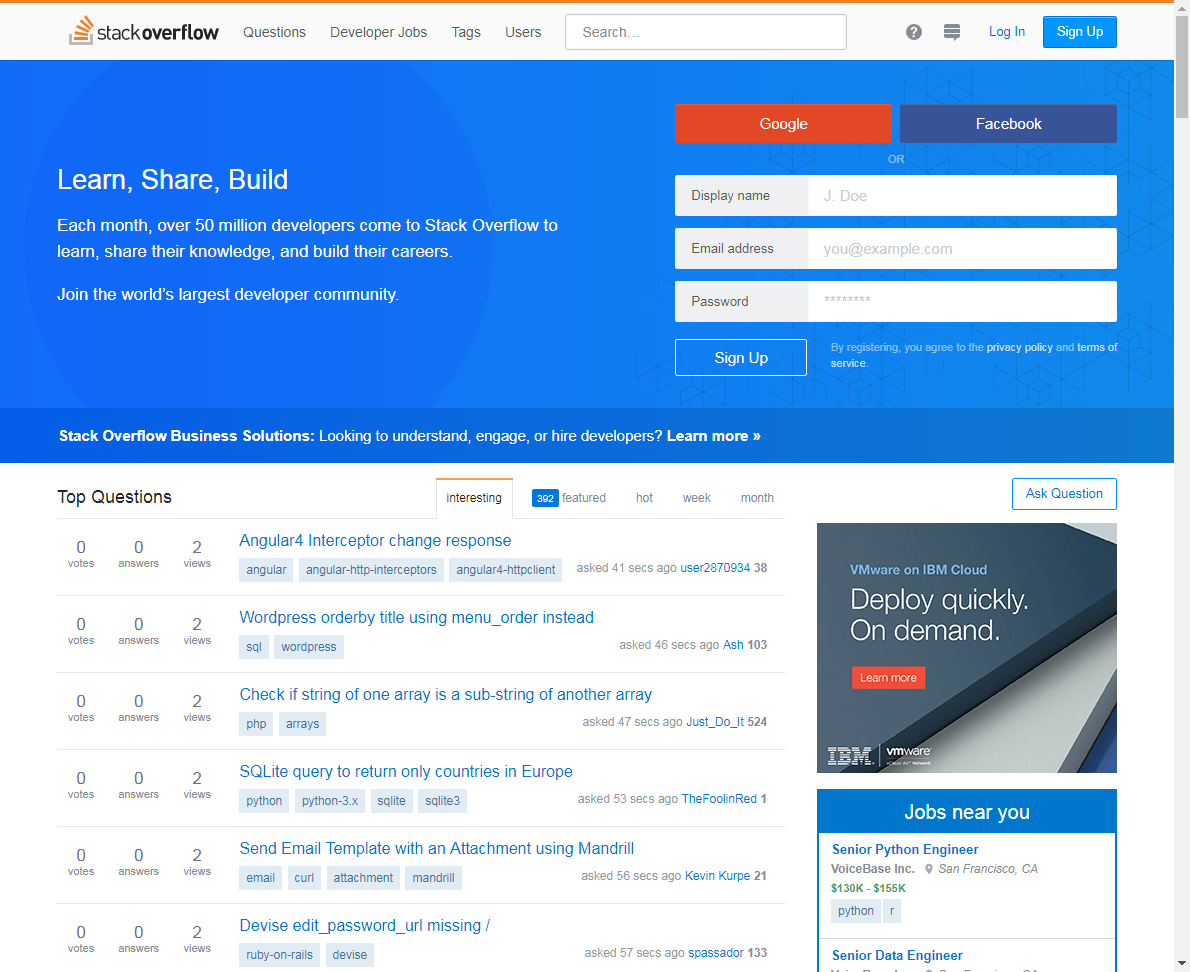 stack overflow Questions Developer Jobs Tags Users Search... ? Log In Sign Up
Google Facebook
OR
Learn, Share, Build
Each month, over 50 million developers come to Stack Overflow to
learn, share their knowledge, and build their careers.
Join the world's largest developer community.
Display name J. Doe
Email address you@example.com
Password ********
Sign Up
By registering, you agree to the privacy policy and terms of
service.
Stack Overflow Business Solutions: Looking to understand, engage, or hire developers? Learn more »
Top Questions interesting 392 featured hot week month
0 votes 0 answers 2 views
Angular4 Interceptor change response
angular angular-http-interceptors angular4-httpclient asked 41 secs ago user2870934 38
0 votes 0 answers 2 views
Wordpress orderby title using menu_order instead
sql wordpress asked 46 secs ago Ash 103
0 votes 0 answers 2 views
Check if string of one array is a sub-string of another array
php arrays asked 47 secs ago Just_Do_It 524
0 votes 0 answers 2 views
SQLite query to return only countries in Europe
python python-3.x sqlite sqlite3 asked 53 secs ago TheFoolinRed 1
0 votes 0 answers 2 views
Send Email Template with an Attachment using Mandrill
email curl attachment mandrill asked 56 secs ago Kevin Kurpe 21
0 votes 0 answers 2 views
Devise edit_password_url missing /
ruby-on-rails devise asked 57 secs ago spassador 133
Ask Question
VMware on IBM Cloud
Deploy quickly.
On demand.
Learn more
IBM. vmware
vCloud Air Network
Jobs near you
Senior Python Engineer
VoiceBase Inc. San Francisco, CA
$130K - $155K
python r
Senior Data Engineer